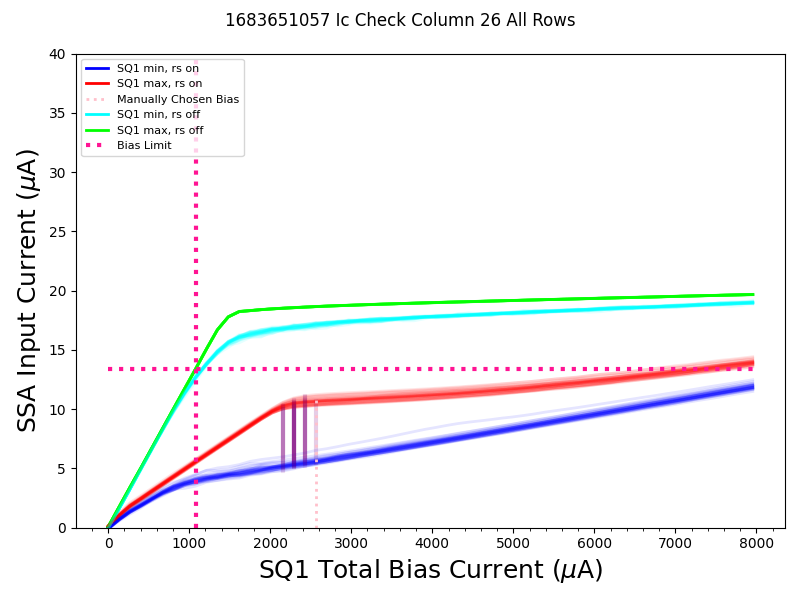 1683651057 Ic Check Column 26 All Rows
40
35
30
25
20
15
10
5
0
SSA Input Current (μA)
SQ1 min, rs on
SQ1 max, rs on
Manually Chosen Bias
SQ1 min, rs off
SQ1 max, rs off
Bias Limit
0 1000 2000 3000 4000 5000 6000 7000 8000
SQ1 Total Bias Current (μA)